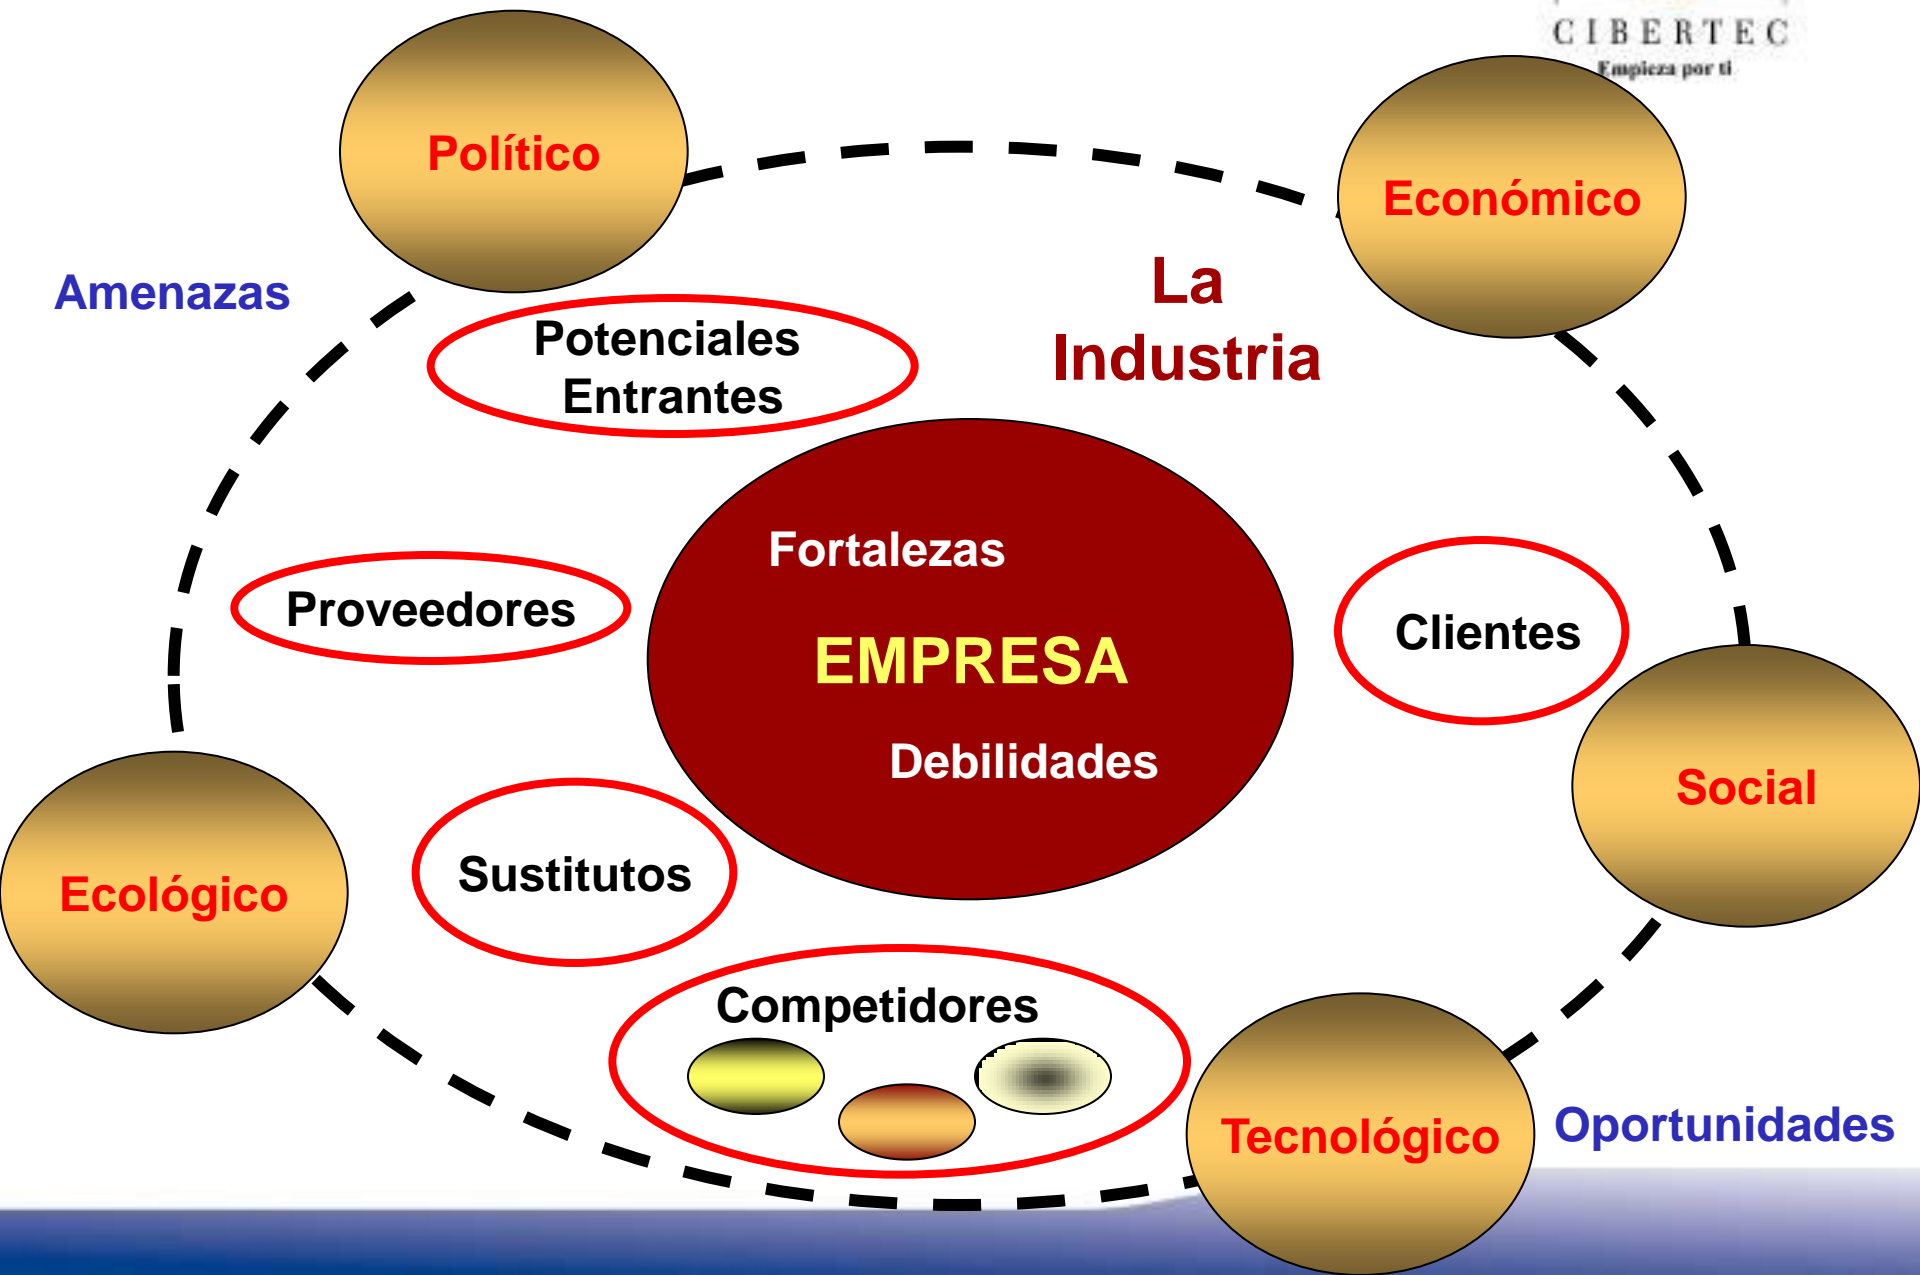 CIBERTEC
Empieza por ti
Político
Económico
Amenazas
La
Industria
Potenciales
Entrantes
Fortalezas
Proveedores
Clientes
EMPRESA
Debilidades
Social
Sustitutos
Ecológico
Competidores
Tecnológico
Oportunidades